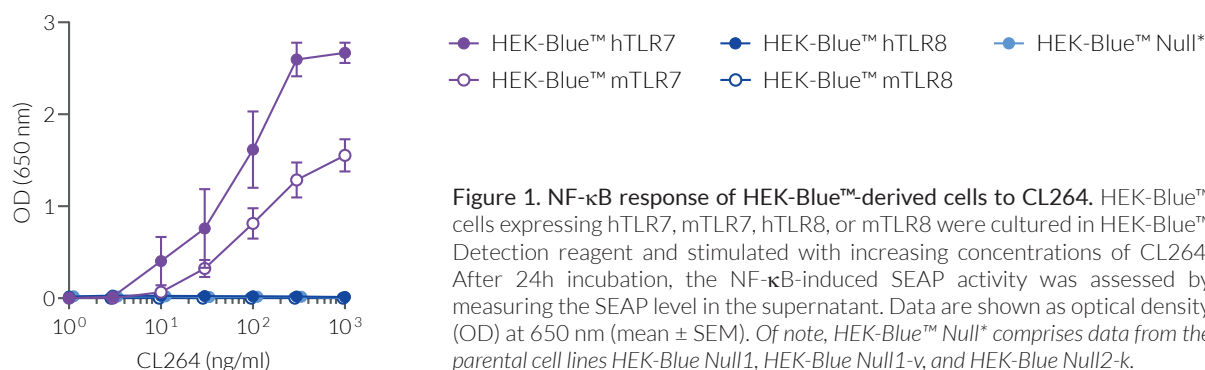 3
2
1
0
OD (650 nm)
10⁰ 10¹ 10² 10³
CL264 (ng/ml)
HEK-Blue™ hTLR7 HEK-Blue™ hTLR8 HEK-Blue™ Null*
HEK-Blue™ mTLR7 HEK-Blue™ mTLR8
Figure 1. NF-κB response of HEK-Blue™-derived cells to CL264. HEK-Blue™
cells expressing hTLR7, mTLR7, hTLR8, or mTLR8 were cultured in HEK-Blue™
Detection reagent and stimulated with increasing concentrations of CL264
After 24h incubation, the NF-κB-induced SEAP activity was assessed by
measuring the SEAP level in the supernatant. Data are shown as optical density
(OD) at 650 nm (mean ± SEM). Of note, HEK-Blue™ Null* comprises data from the
parental cell lines HEK-Blue Null1, HEK-Blue Null1-v, and HEK-Blue Null2-k.